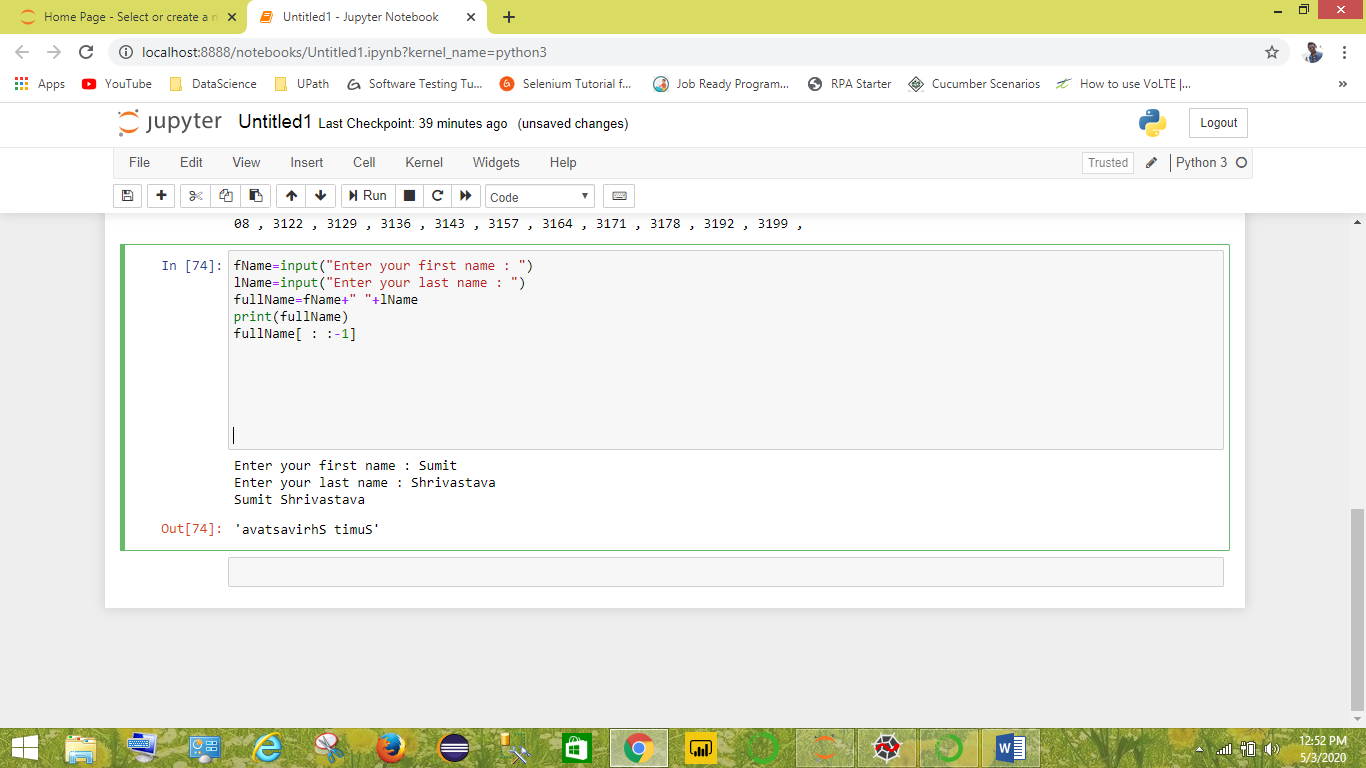 Home Page - Select or create a n
Untitled1 - Jupyter Notebook
localhost:8888/notebooks/Untitled1.ipynb?kernel_name=python3
Apps YouTube DataScience UPath Software Testing Tu... Selenium Tutorial f... Job Ready Program... RPA Starter Cucumber Scenarios How to use VoLTE |... »
jupyter Untitled1 Last Checkpoint: 39 minutes ago (unsaved changes) Logout
File Edit View Insert Cell Kernel Widgets Help Trusted Python 3
Run Code
08 , 3122 , 3129 , 3136 , 3143 , 3157 , 3164 , 3171 , 3178 , 3192 , 3199 ,
In [74]: fName=input("Enter your first name : ")
lName=input("Enter your last name : ")
fullName=fName+" "+lName
print(fullName)
fullName[ : :-1]
Enter your first name : Sumit
Enter your last name : Shrivastava
Sumit Shrivastava
Out[74]: 'avatsavirhS timuS'
12:52 PM
5/3/2020